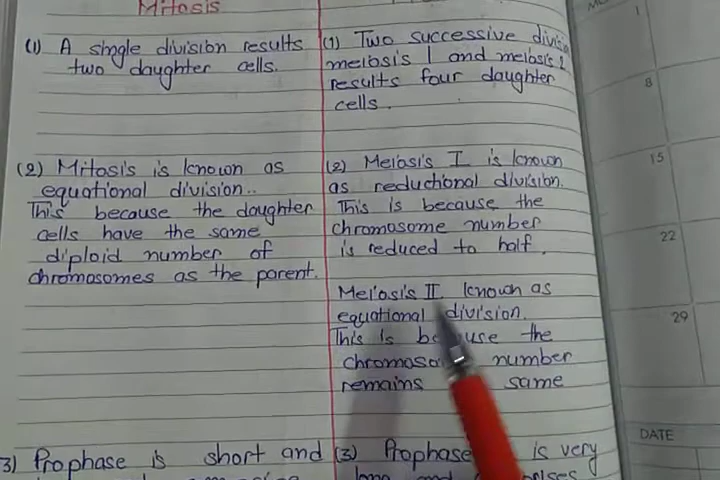 Mitosis
(1) A single division results
two daughter cells.
(2) Mitosis is known as
equational division..
This because the daughter
cells have the same
diploid number of
chromosomes as the parent.
3) Prophase is short and
(1) Two successive divisi
meiosis 1 and meiosis 2
results four daughter
cells.
(2) Meiosis I is known
as reductional division.
This is because the
chromosome number
is reduced to half.
Meiosis II known as
equational division.
This is because the
number
remains same
(3) Prophase is very
long and
1
8
15
22
29
DATE